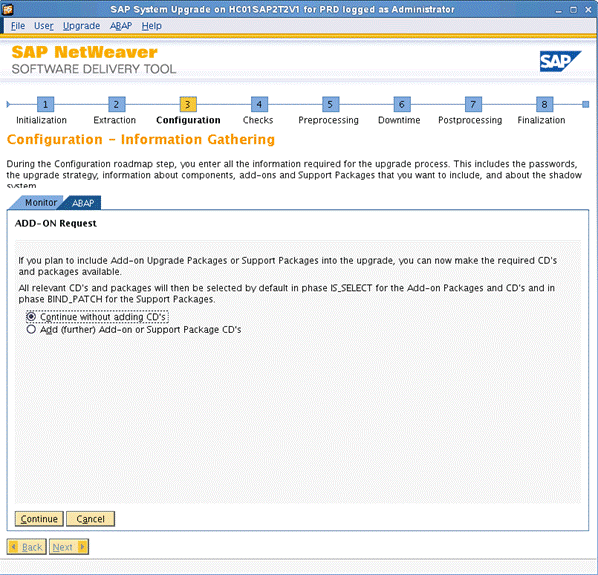 SAP System Upgrade on HC01SAP2T2V1 for PRD logged as Administrator
File User Upgrade ABAP Help
SAP NetWeaver
SOFTWARE DELIVERY TOOL
SAP
1 2 3 4 5 6 7 8
Initialization Extraction Configuration Checks Preprocessing Downtime Postprocessing Finalization
Configuration - Information Gathering
During the Configuration roadmap step, you enter all the information required for the upgrade process. This includes the passwords,
the upgrade strategy, information about components, add-ons and Support Packages that you want to include, and about the shadow
system.
Monitor ABAP
ADD-ON Request
If you plan to include Add-on Upgrade Packages or Support Packages into the upgrade, you can now make the required CD's
and packages available.
All relevant CD's and packages will then be selected by default in phase IS_SELECT for the Add-on Packages and CD's and in
phase BIND_PATCH for the Support Packages.
Continue without adding CD's
Add (further) Add-on or Support Package CD's
Continue Cancel
Back Next